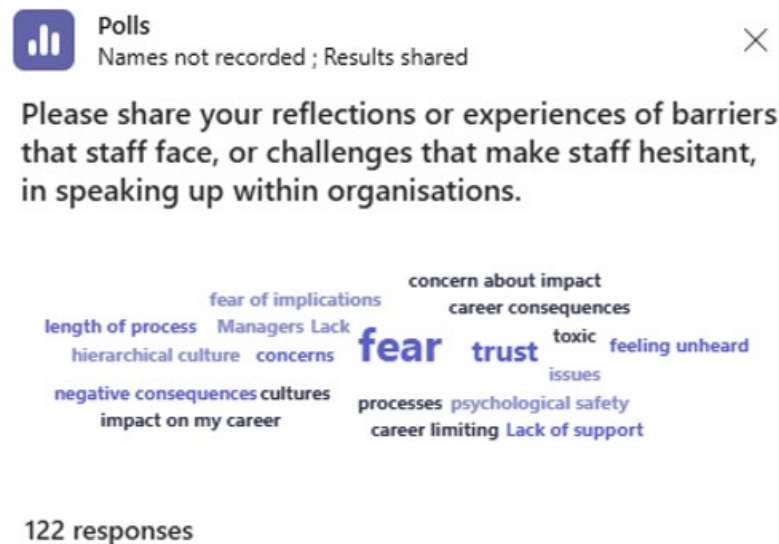 Polls
Names not recorded ; Results shared
Please share your reflections or experiences of barriers
that staff face, or challenges that make staff hesitant,
in speaking up within organisations.
concern about impact
fear of implications
career consequences
length of process Managers Lack
fear trust toxic feeling unheard
hierarchical culture concerns
issues
negative consequences cultures
processes psychological safety
impact on my career
career limiting Lack of support
122 responses